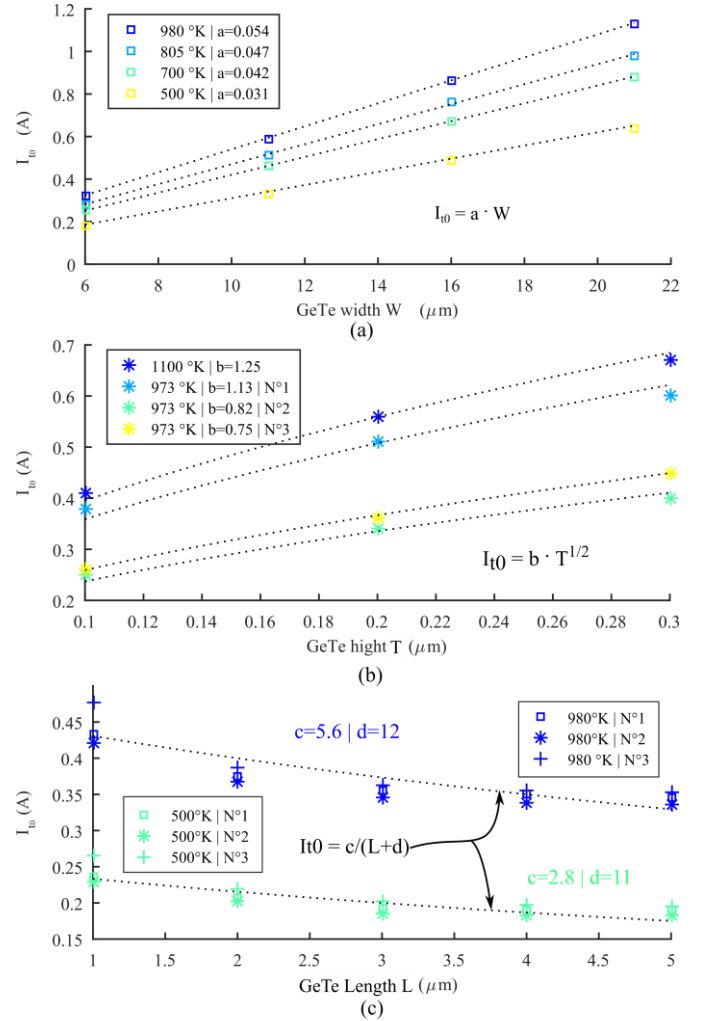 1.2
1
0.8
0.6
0.4
0.2
0
I_t0 (A)
980 °K | a=0.054
805 °K | a=0.047
700 °K | a=0.042
500 °K | a=0.031
I_t0 = a · W
6 8 10 12 14 16 18 20 22
GeTe width W (μm)
(a)
0.7
0.6
0.5
0.4
0.3
0.2
I_t0 (A)
1100 °K | b=1.25
973 °K | b=1.13 | N°1
973 °K | b=0.82 | N°2
973 °K | b=0.75 | N°3
It0 = b · T^1/2
0.1 0.12 0.14 0.16 0.18 0.2 0.22 0.24 0.26 0.28 0.3
GeTe hight T (μm)
(b)
0.45
0.4
0.35
0.3
0.25
0.2
0.15
I_t0 (A)
c=5.6 | d=12
980°K | N°1
980°K | N°2
980 °K | N°3
500°K | N°1
500°K | N°2
500°K | N°3
It0 = c/(L+d)
c=2.8 | d=11
1 1.5 2 2.5 3 3.5 4 4.5 5
GeTe Length L (μm)
(c)